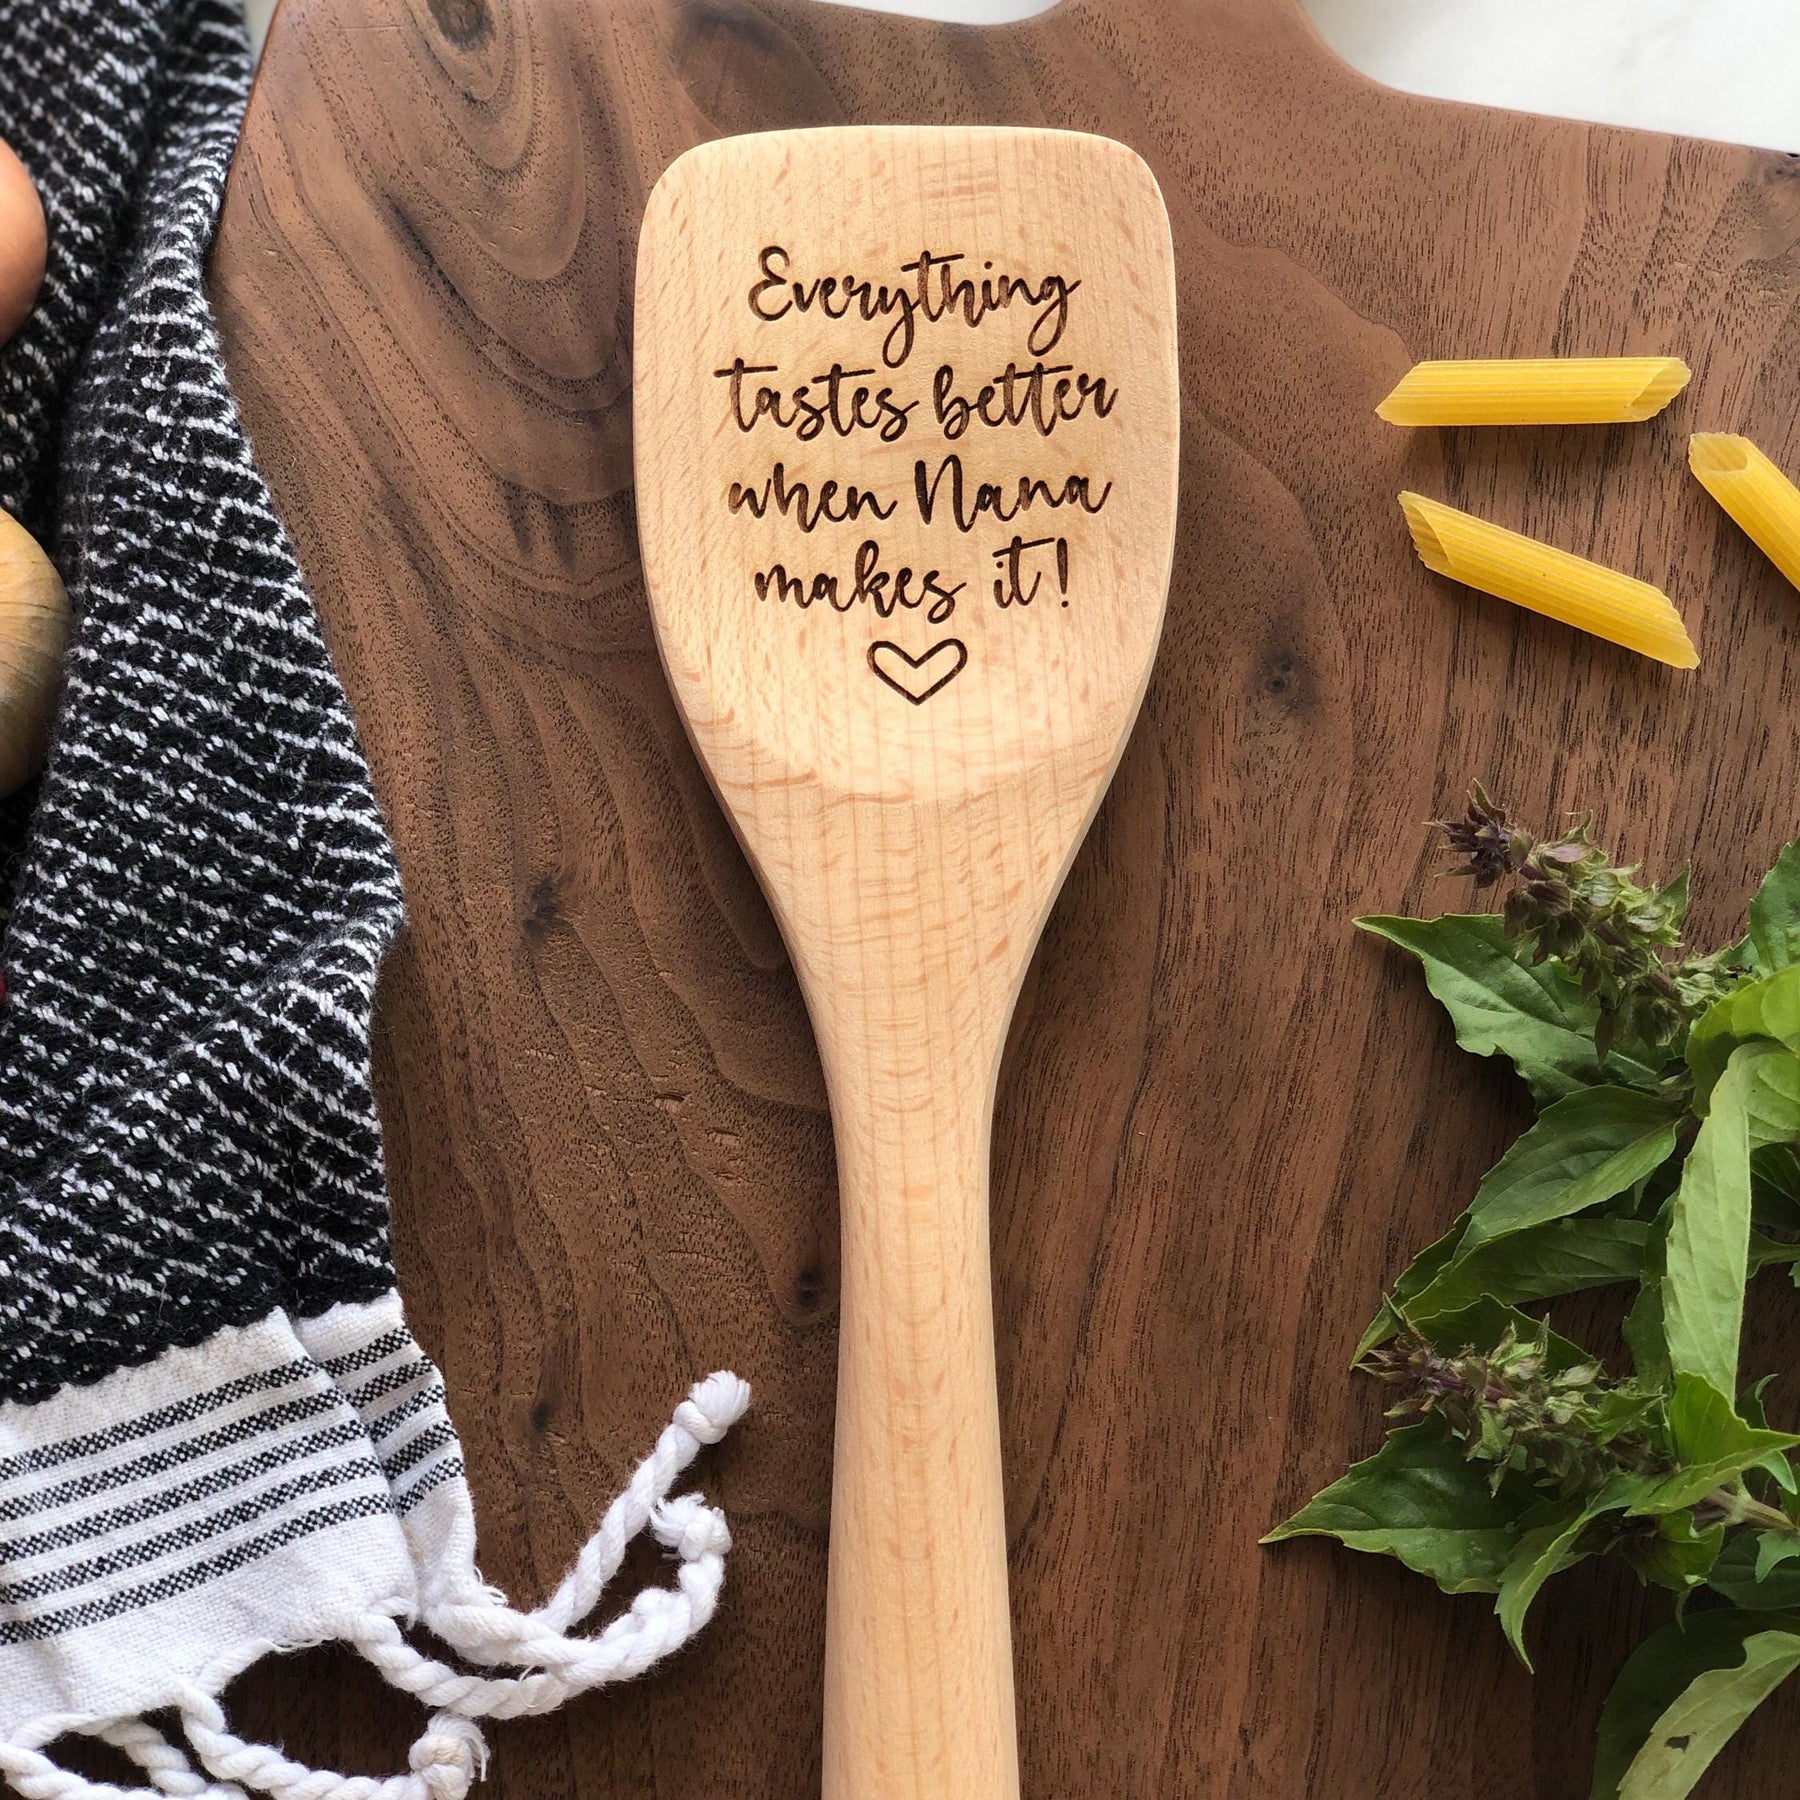 Everything
tastes better
when Nana
makes it!